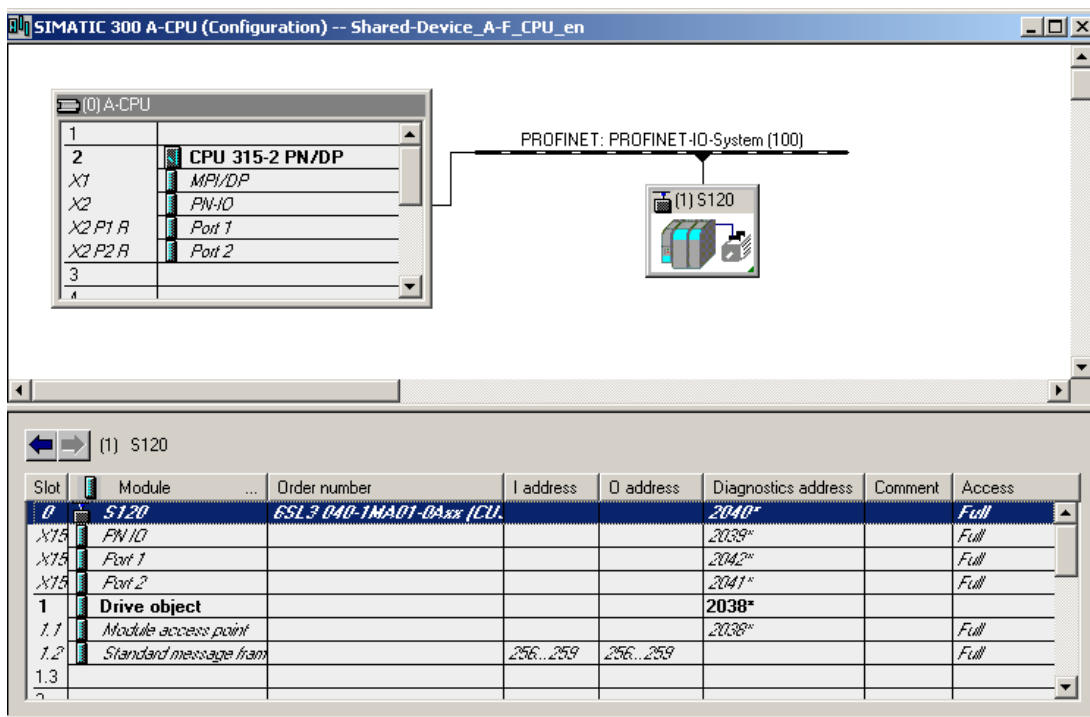 SIMATIC 300 A-CPU (Configuration) -- Shared-Device_A-F_CPU_en
(0) A-CPU
1
2 CPU 315-2 PN/DP
X1 MPI/DP
X2 PN-IO
X2 P1 R Port 1
X2 P2 R Port 2
3
PROFINET: PROFINET-IO-System (100)
(1) S120
(1) S120
Slot Module ... Order number I address O address Diagnostics address Comment Access
0 S120 6SL3 040-1MA01-0Axx (CU. 2040* Full
X15 PN IO 2039* Full
X15 Port 1 2042* Full
X15 Port 2 2041* Full
1 Drive object 2038*
1.1 Module access point 2038* Full
1.2 Standard message fram 256...259 256...259 Full
1.3